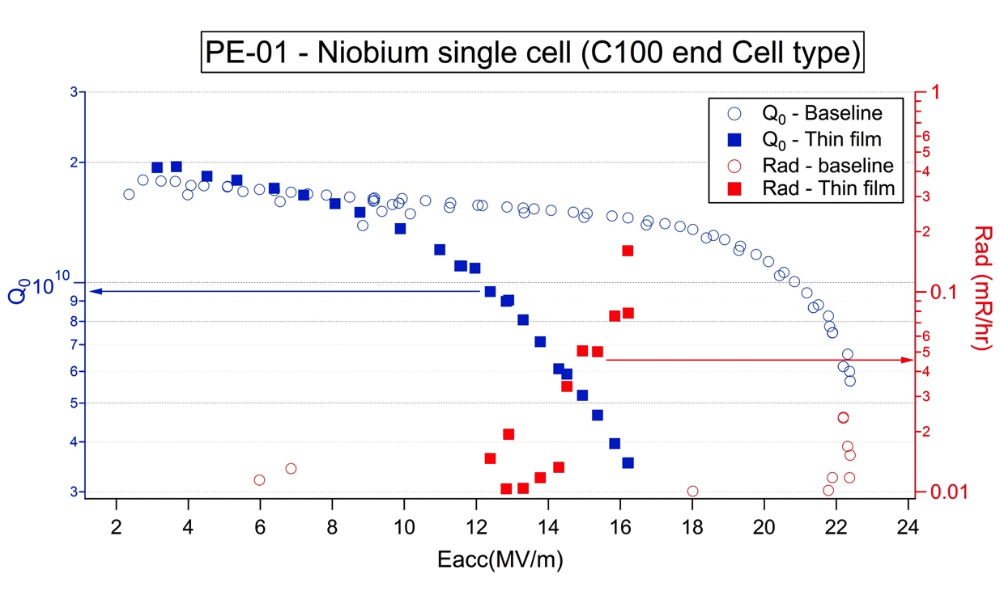 PE-01 - Niobium single cell (C100 end Cell type)
Q0 - Baseline
Q0 - Thin film
Rad - baseline
Rad - Thin film
3
2
10^10
9
8
7
6
5
4
3
Q0
1
6
5
4
3
2
0.1
6
5
4
3
2
0.01
Rad (mR/hr)
2 4 6 8 10 12 14 16 18 20 22 24
Eacc(MV/m)